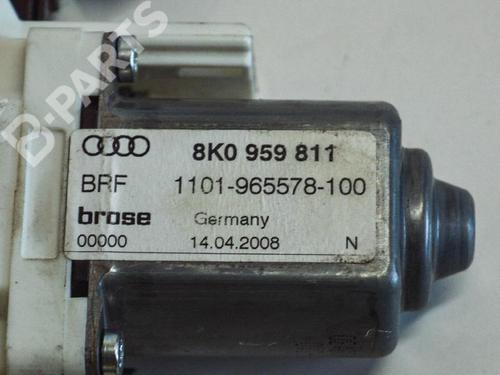 B-PARTS
8K0 959 811
BRF 1101-965578-100
brose Germany
00000 14.04.2008 N